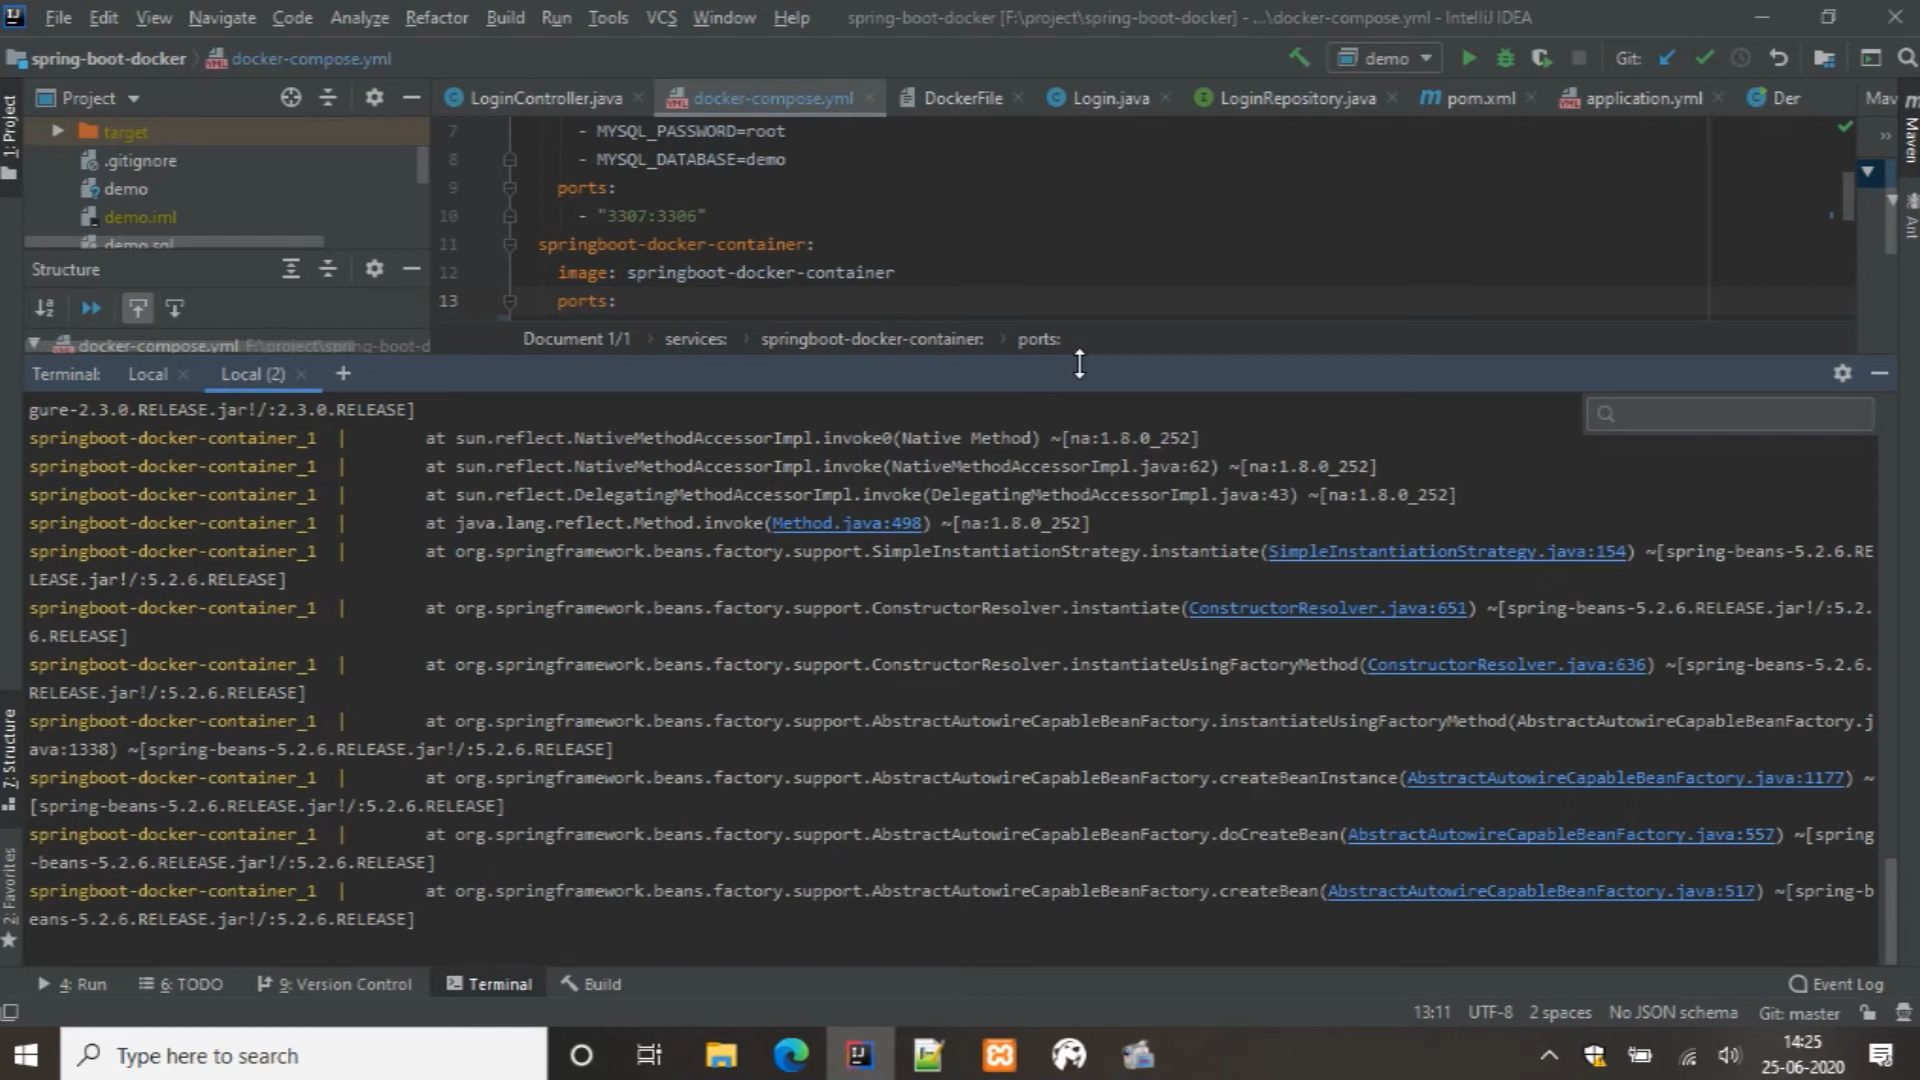 File Edit View Navigate Code Analyze Refactor Build Run Tools VCS Window Help spring-boot-docker [F:\project\spring-boot-docker] - ...\docker-compose.yml - IntelliJ IDEA
spring-boot-docker docker-compose.yml demo Git:
Project LoginController.java docker-compose.yml DockerFile Login.java LoginRepository.java pom.xml application.yml Der Mav
1: Project
Maven
Ant
target
.gitignore
demo
demo.iml
demo.sql
7 - MYSQL_PASSWORD=root
8 - MYSQL_DATABASE=demo
9 ports:
10 - "3307:3306"
11 springboot-docker-container:
12 image: springboot-docker-container
13 ports:
Structure
docker-compose.yml F:\project\spring-boot-d
Document 1/1 services: springboot-docker-container: ports:
Terminal: Local Local (2) +
gure-2.3.0.RELEASE.jar!/:2.3.0.RELEASE]
springboot-docker-container_1 | at sun.reflect.NativeMethodAccessorImpl.invoke0(Native Method) ~[na:1.8.0_252]
springboot-docker-container_1 | at sun.reflect.NativeMethodAccessorImpl.invoke(NativeMethodAccessorImpl.java:62) ~[na:1.8.0_252]
springboot-docker-container_1 | at sun.reflect.DelegatingMethodAccessorImpl.invoke(DelegatingMethodAccessorImpl.java:43) ~[na:1.8.0_252]
springboot-docker-container_1 | at java.lang.reflect.Method.invoke(Method.java:498) ~[na:1.8.0_252]
springboot-docker-container_1 | at org.springframework.beans.factory.support.SimpleInstantiationStrategy.instantiate(SimpleInstantiationStrategy.java:154) ~[spring-beans-5.2.6.RE
LEASE.jar!/:5.2.6.RELEASE]
springboot-docker-container_1 | at org.springframework.beans.factory.support.ConstructorResolver.instantiate(ConstructorResolver.java:651) ~[spring-beans-5.2.6.RELEASE.jar!/:5.2.
6.RELEASE]
springboot-docker-container_1 | at org.springframework.beans.factory.support.ConstructorResolver.instantiateUsingFactoryMethod(ConstructorResolver.java:636) ~[spring-beans-5.2.6.
RELEASE.jar!/:5.2.6.RELEASE]
springboot-docker-container_1 | at org.springframework.beans.factory.support.AbstractAutowireCapableBeanFactory.instantiateUsingFactoryMethod(AbstractAutowireCapableBeanFactory.j
ava:1338) ~[spring-beans-5.2.6.RELEASE.jar!/:5.2.6.RELEASE]
springboot-docker-container_1 | at org.springframework.beans.factory.support.AbstractAutowireCapableBeanFactory.createBeanInstance(AbstractAutowireCapableBeanFactory.java:1177) ~
[spring-beans-5.2.6.RELEASE.jar!/:5.2.6.RELEASE]
springboot-docker-container_1 | at org.springframework.beans.factory.support.AbstractAutowireCapableBeanFactory.doCreateBean(AbstractAutowireCapableBeanFactory.java:557) ~[spring
-beans-5.2.6.RELEASE.jar!/:5.2.6.RELEASE]
springboot-docker-container_1 | at org.springframework.beans.factory.support.AbstractAutowireCapableBeanFactory.createBean(AbstractAutowireCapableBeanFactory.java:517) ~[spring-b
eans-5.2.6.RELEASE.jar!/:5.2.6.RELEASE]
7: Structure
2: Favorites
4: Run 6: TODO 9: Version Control Terminal Build Event Log
13:11 UTF-8 2 spaces No JSON schema Git: master
Type here to search
14:25
25-06-2020